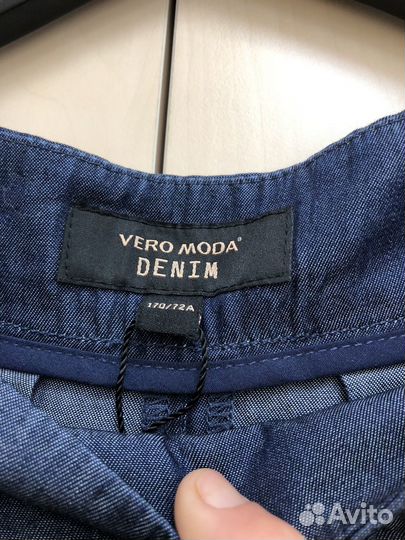 VERO MODA®
DENIM
170/72A
Avito